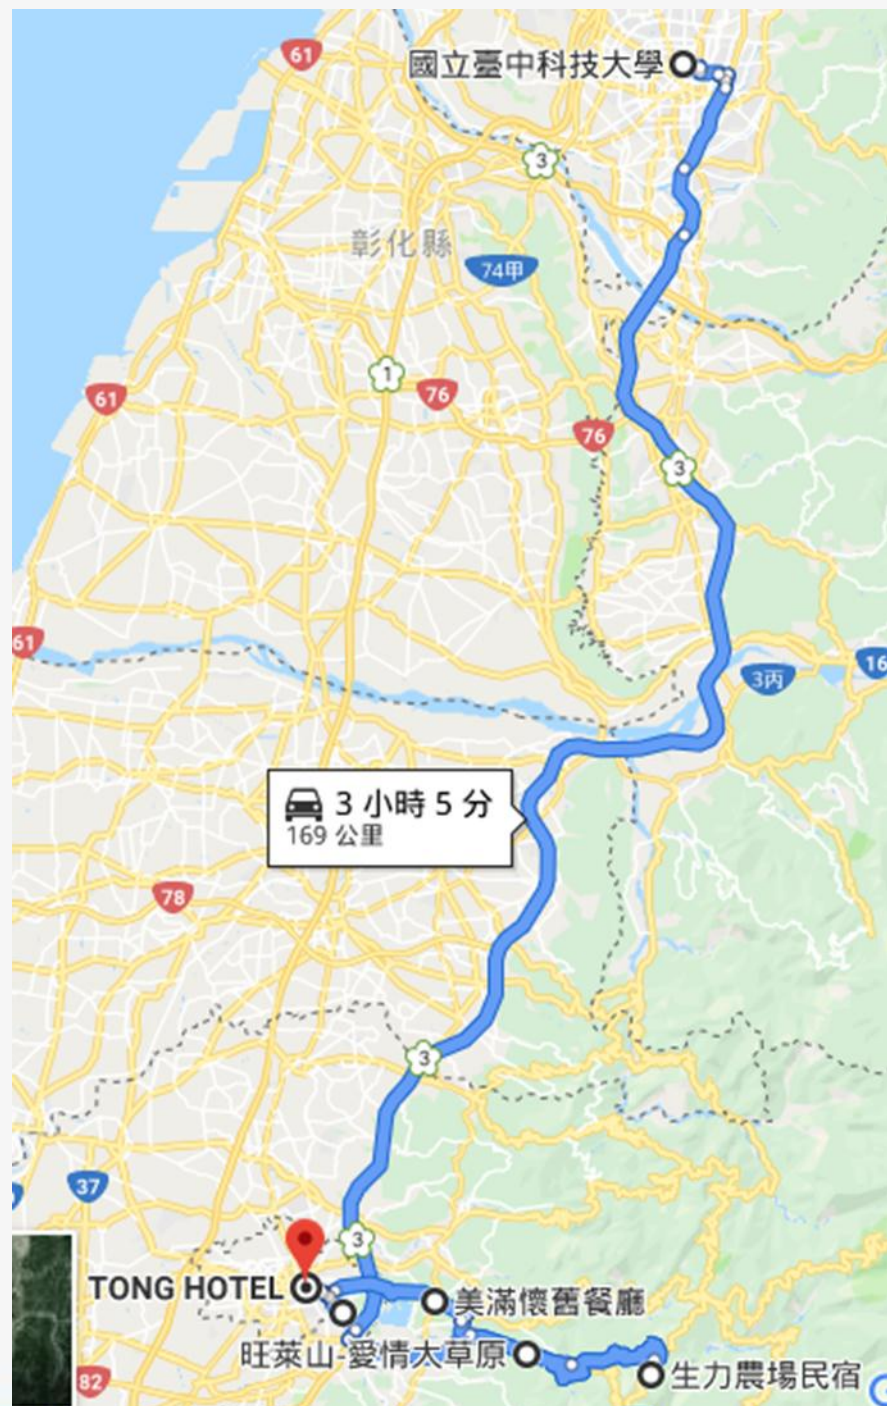 61
國立臺中科技大學
3
彰化縣
74甲
1
76
61
76
3
61
3丙
16
3 小時 5 分
169 公里
78
3
37
3
TONG HOTEL
美滿懷舊餐廳
旺萊山-愛情大草原
生力農場民宿
82